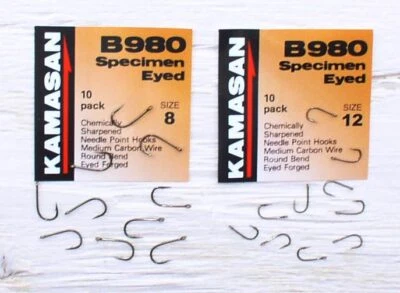 KAMASAN
B980
Specimen
Eyed
10
pack
SIZE
8
Chemically
Sharpened
Needle Point Hooks
Medium Carbon Wire
Round Bend
Eyed Forged
KAMASAN
B980
Specimen
Eyed
10
pack
SIZE
12
Chemically
Sharpened
Needle Point Hooks
Medium Carbon Wire
Round Bend
Eyed Forged